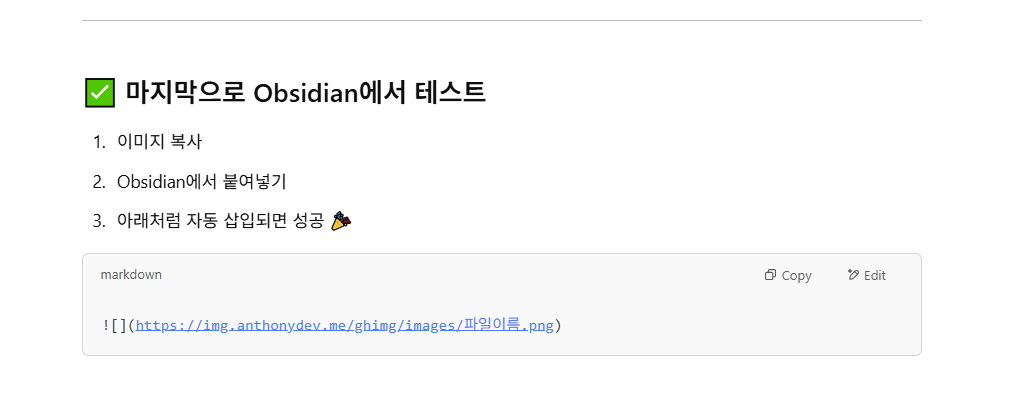 ✅ 마지막으로 Obsidian에서 테스트
1. 이미지 복사
2. Obsidian에서 붙여넣기
3. 아래처럼 자동 삽입되면 성공 🎉
markdown Copy Edit
![](https://img.anthonydev.me/ghimg/images/파일이름.png)